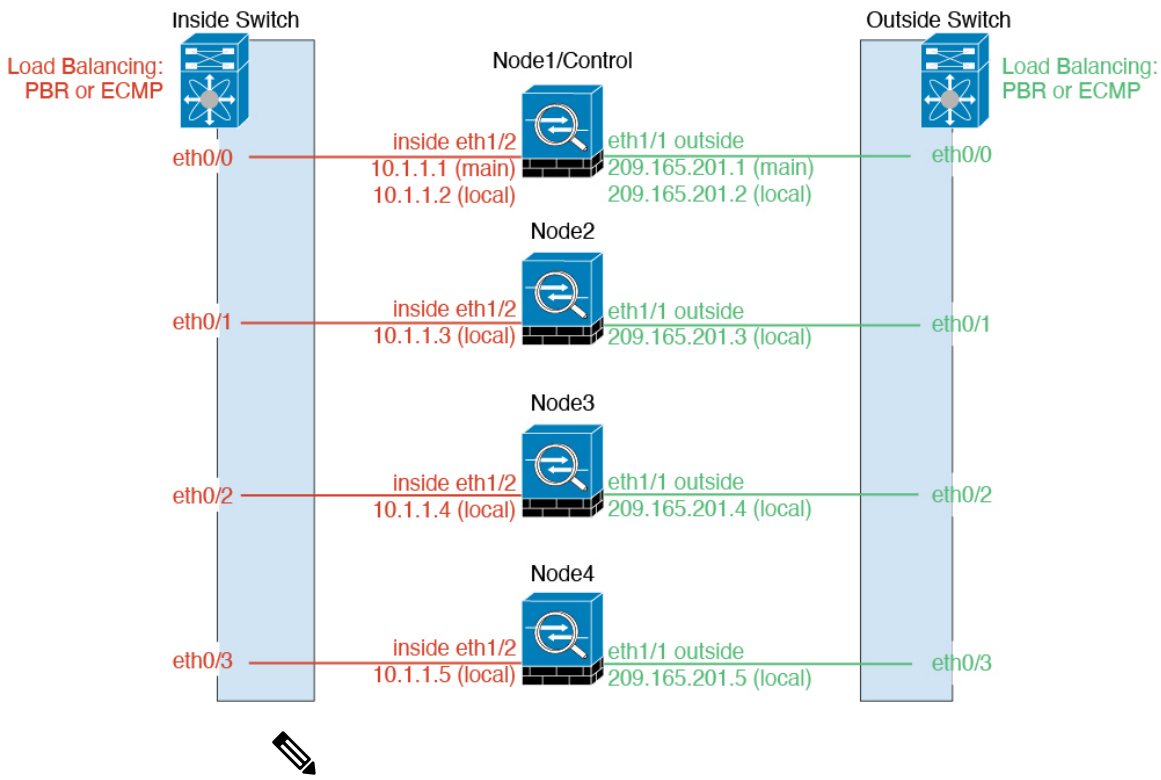 Inside Switch
Outside Switch
Load Balancing:
PBR or ECMP
Node1/Control
Load Balancing:
PBR or ECMP
eth0/0
inside eth1/2
10.1.1.1 (main)
10.1.1.2 (local)
eth1/1 outside
209.165.201.1 (main)
209.165.201.2 (local)
eth0/0
Node2
eth0/1
inside eth1/2
10.1.1.3 (local)
eth1/1 outside
209.165.201.3 (local)
eth0/1
Node3
eth0/2
inside eth1/2
10.1.1.4 (local)
eth1/1 outside
209.165.201.4 (local)
eth0/2
Node4
eth0/3
inside eth1/2
10.1.1.5 (local)
eth1/1 outside
209.165.201.5 (local)
eth0/3